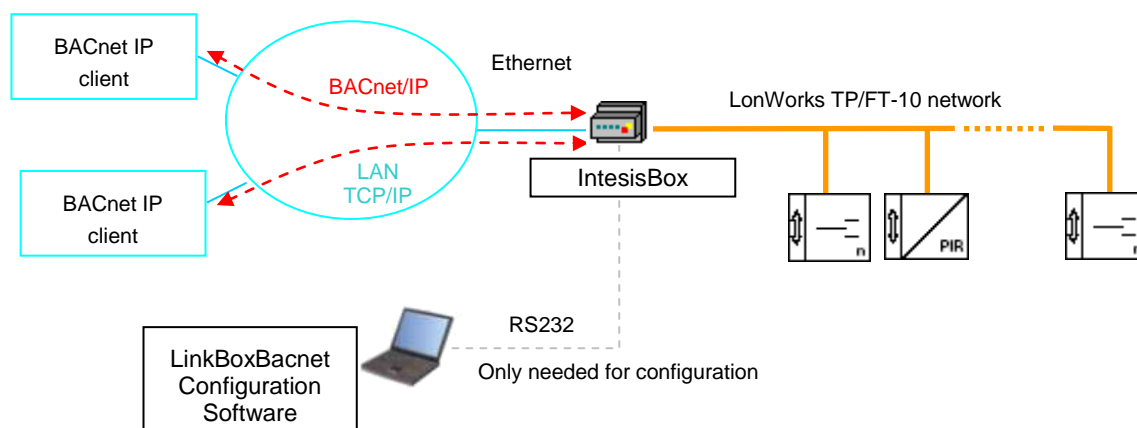 BACnet IP
client
Ethernet
BACnet/IP
LonWorks TP/FT-10 network
LAN
TCP/IP
IntesisBox
BACnet IP
client
n
PIR
n
RS232
LinkBoxBacnet
Configuration
Software
Only needed for configuration